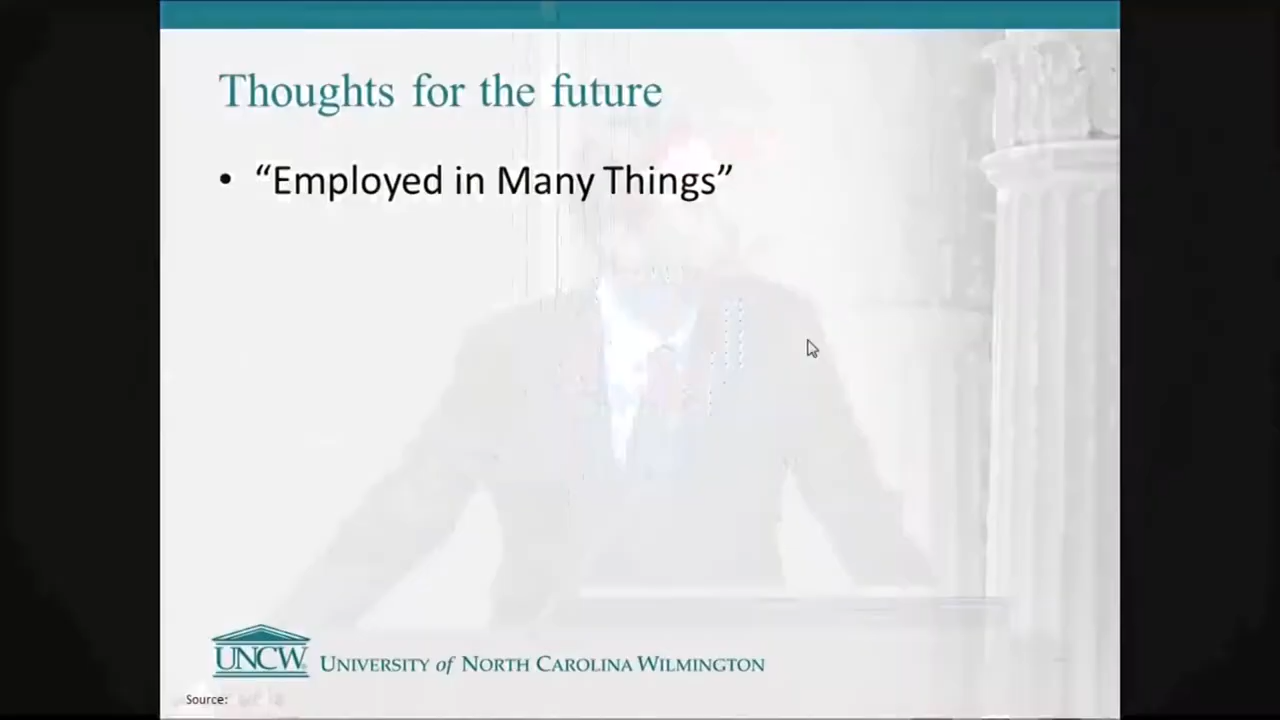 Thoughts for the future
• “Employed in Many Things”
UNCW
UNIVERSITY of NORTH CAROLINA WILMINGTON
Source: